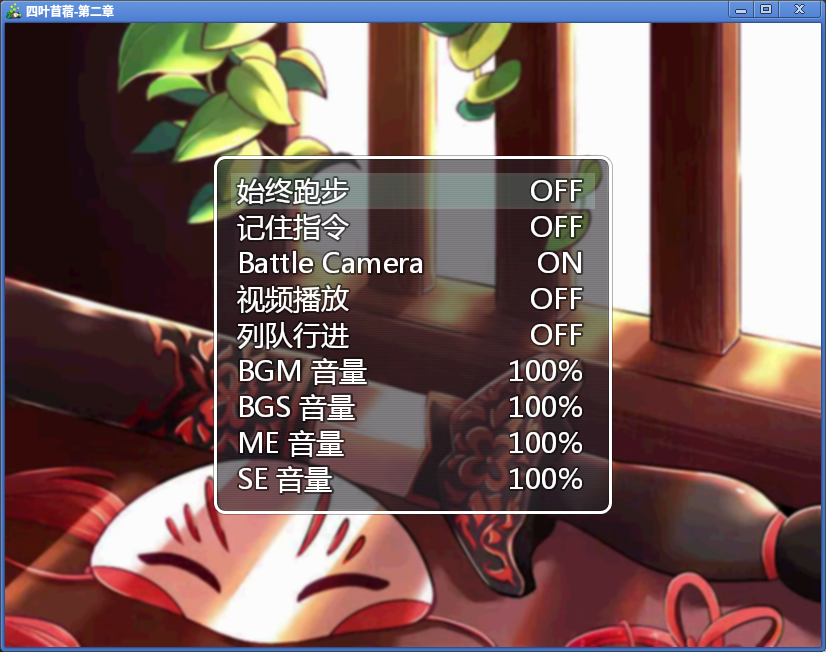 四叶苜蓿-第二章
始终跑步 OFF
记住指令 OFF
Battle Camera ON
视频播放 OFF
列队行进 OFF
BGM 音量 100%
BGS 音量 100%
ME 音量 100%
SE 音量 100%